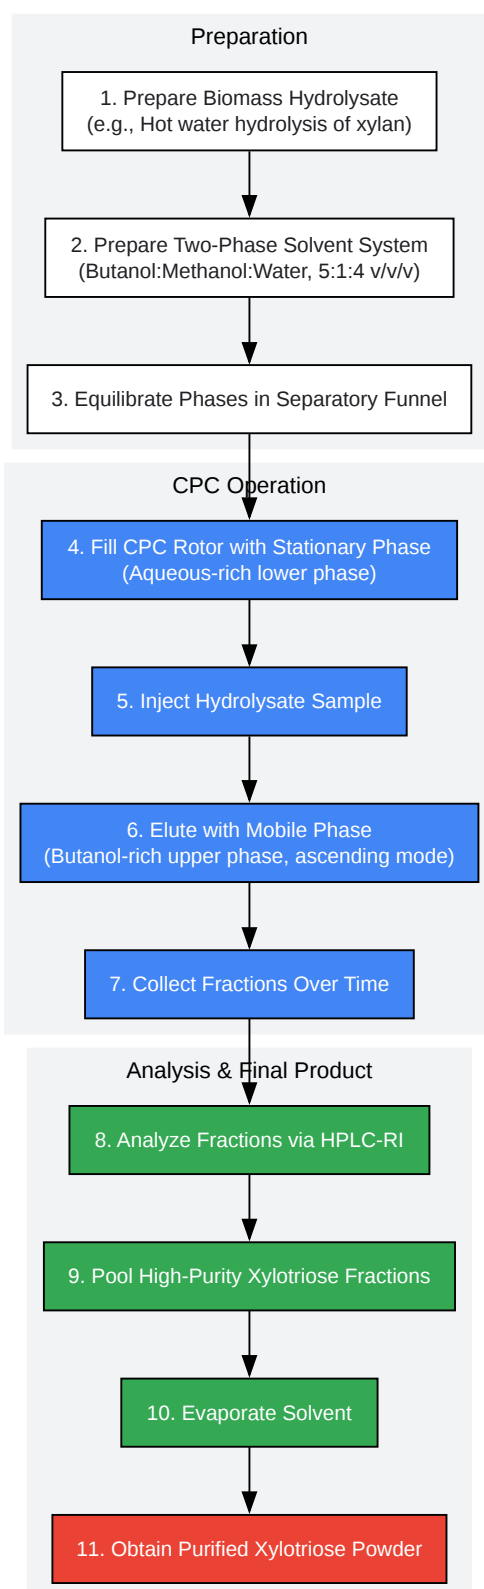 Preparation
1. Prepare Biomass Hydrolysate
(e.g., Hot water hydrolysis of xylan)
2. Prepare Two-Phase Solvent System
(Butanol:Methanol:Water, 5:1:4 v/v/v)
3. Equilibrate Phases in Separatory Funnel
CPC Operation
4. Fill CPC Rotor with Stationary Phase
(Aqueous-rich lower phase)
5. Inject Hydrolysate Sample
6. Elute with Mobile Phase
(Butanol-rich upper phase, ascending mode)
7. Collect Fractions Over Time
Analysis & Final Product
8. Analyze Fractions via HPLC-RI
9. Pool High-Purity Xylotriose Fractions
10. Evaporate Solvent
11. Obtain Purified Xylotriose Powder